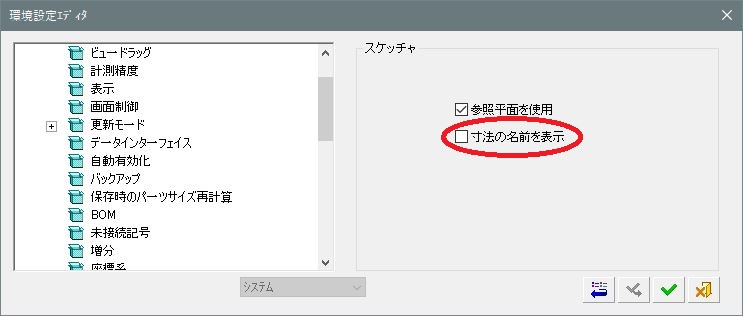 環境設定ｴﾃﾞｨﾀ
ビュードラッグ
計測精度
表示
画面制御
更新モード
データインターフェイス
自動有効化
バックアップ
保存時のパーツサイズ再計算
BOM
未接続記号
増分
座標系
スケッチャ
参照平面を使用
寸法の名前を表示
ｼｽﾃﾑ